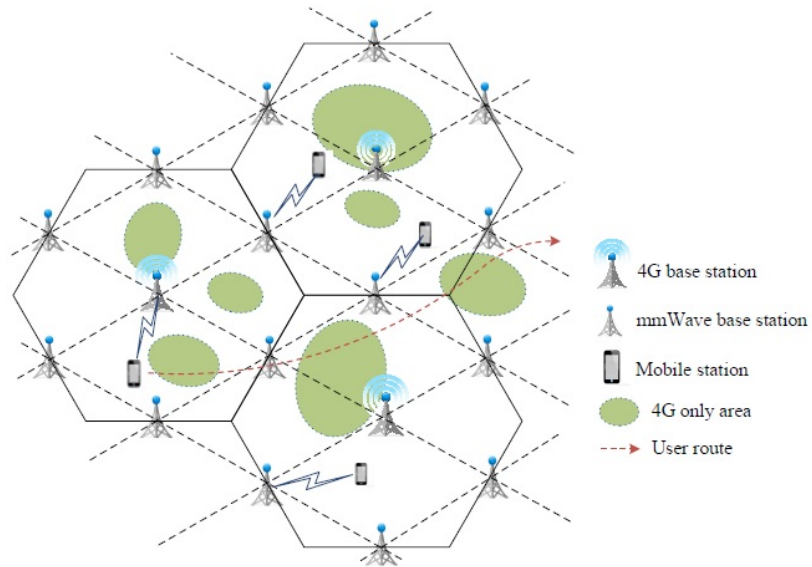 4G base station
mmWave base station
Mobile station
4G only area
User route